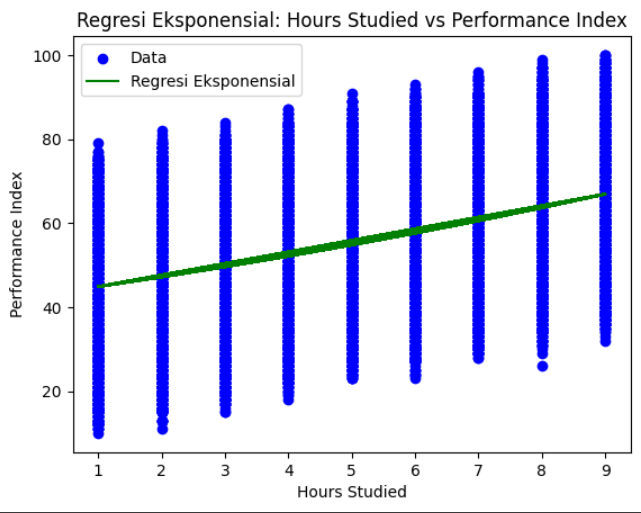 Regresi Eksponensial: Hours Studied vs Performance Index
Data
Regresi Eksponensial
100
80
60
40
20
Performance Index
1 2 3 4 5 6 7 8 9
Hours Studied